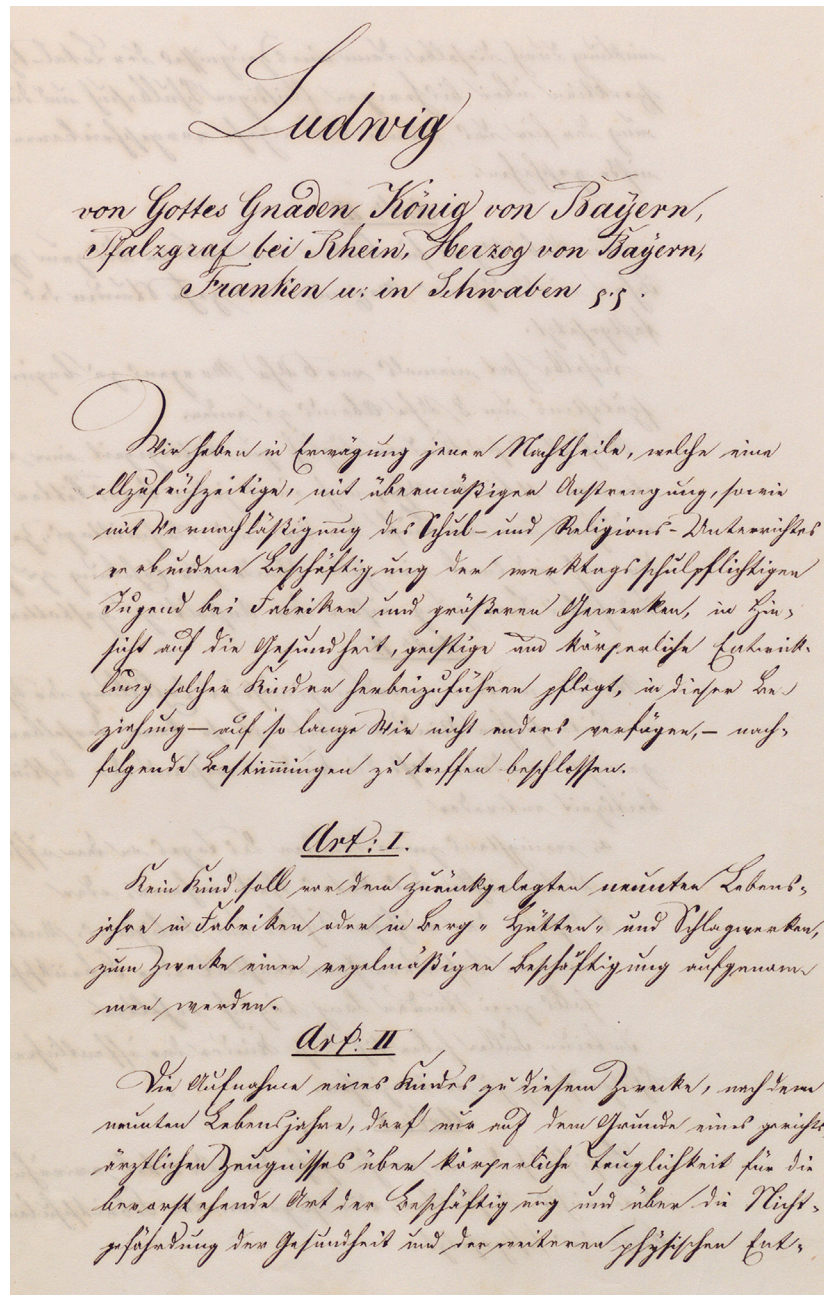 Ludwig
von Gottes Gnaden König von Bayern,
Pfalzgraf bei Rhein, Herzog von Bayern,
Franken u: in Schwaben p.p.
Wir haben in Erwägung jener Nachtheile, welche eine
allzufrühzeitige, mit übermäßiger Anstrengung, sowie
mit Vernachläßigung des Schul- und Religions-Unterrichtes
verbundene Beschäftigung der werktagsschulpflichtigen
Jugend bei Fabriken und größeren Gewerken, in Hin-
sicht auf die Gesundheit, geistige und körperliche Entwick-
lung solcher Kinder herbeizuführen pflegt, in dieser Be-
ziehung – auf so lange Wir nicht anders verfügen, – nach-
folgende Bestim̅ungen zu treffen beschlossen.
Art: I.
Kein Kind soll vor dem zurückgelegten neunten Lebens-
jahre in Fabriken oder in Berg- Hütten- und Schlagwerken,
zum Zwecke einer regelmäßigen Beschäftigung aufgenom-
men werden.
Art: II
Die Aufnahme eines Kindes zu diesem Zwecke, nach dem
neunten Lebensjahre, darf nur auf dem Grunde eines gerichts
ärztlichen Zeugnisses über körperliche Tauglichkeit für die
bevorstehende Art der Beschäftigung und über die Nicht-
gefährdung der Gesundheit und der weiteren physischen Ent-